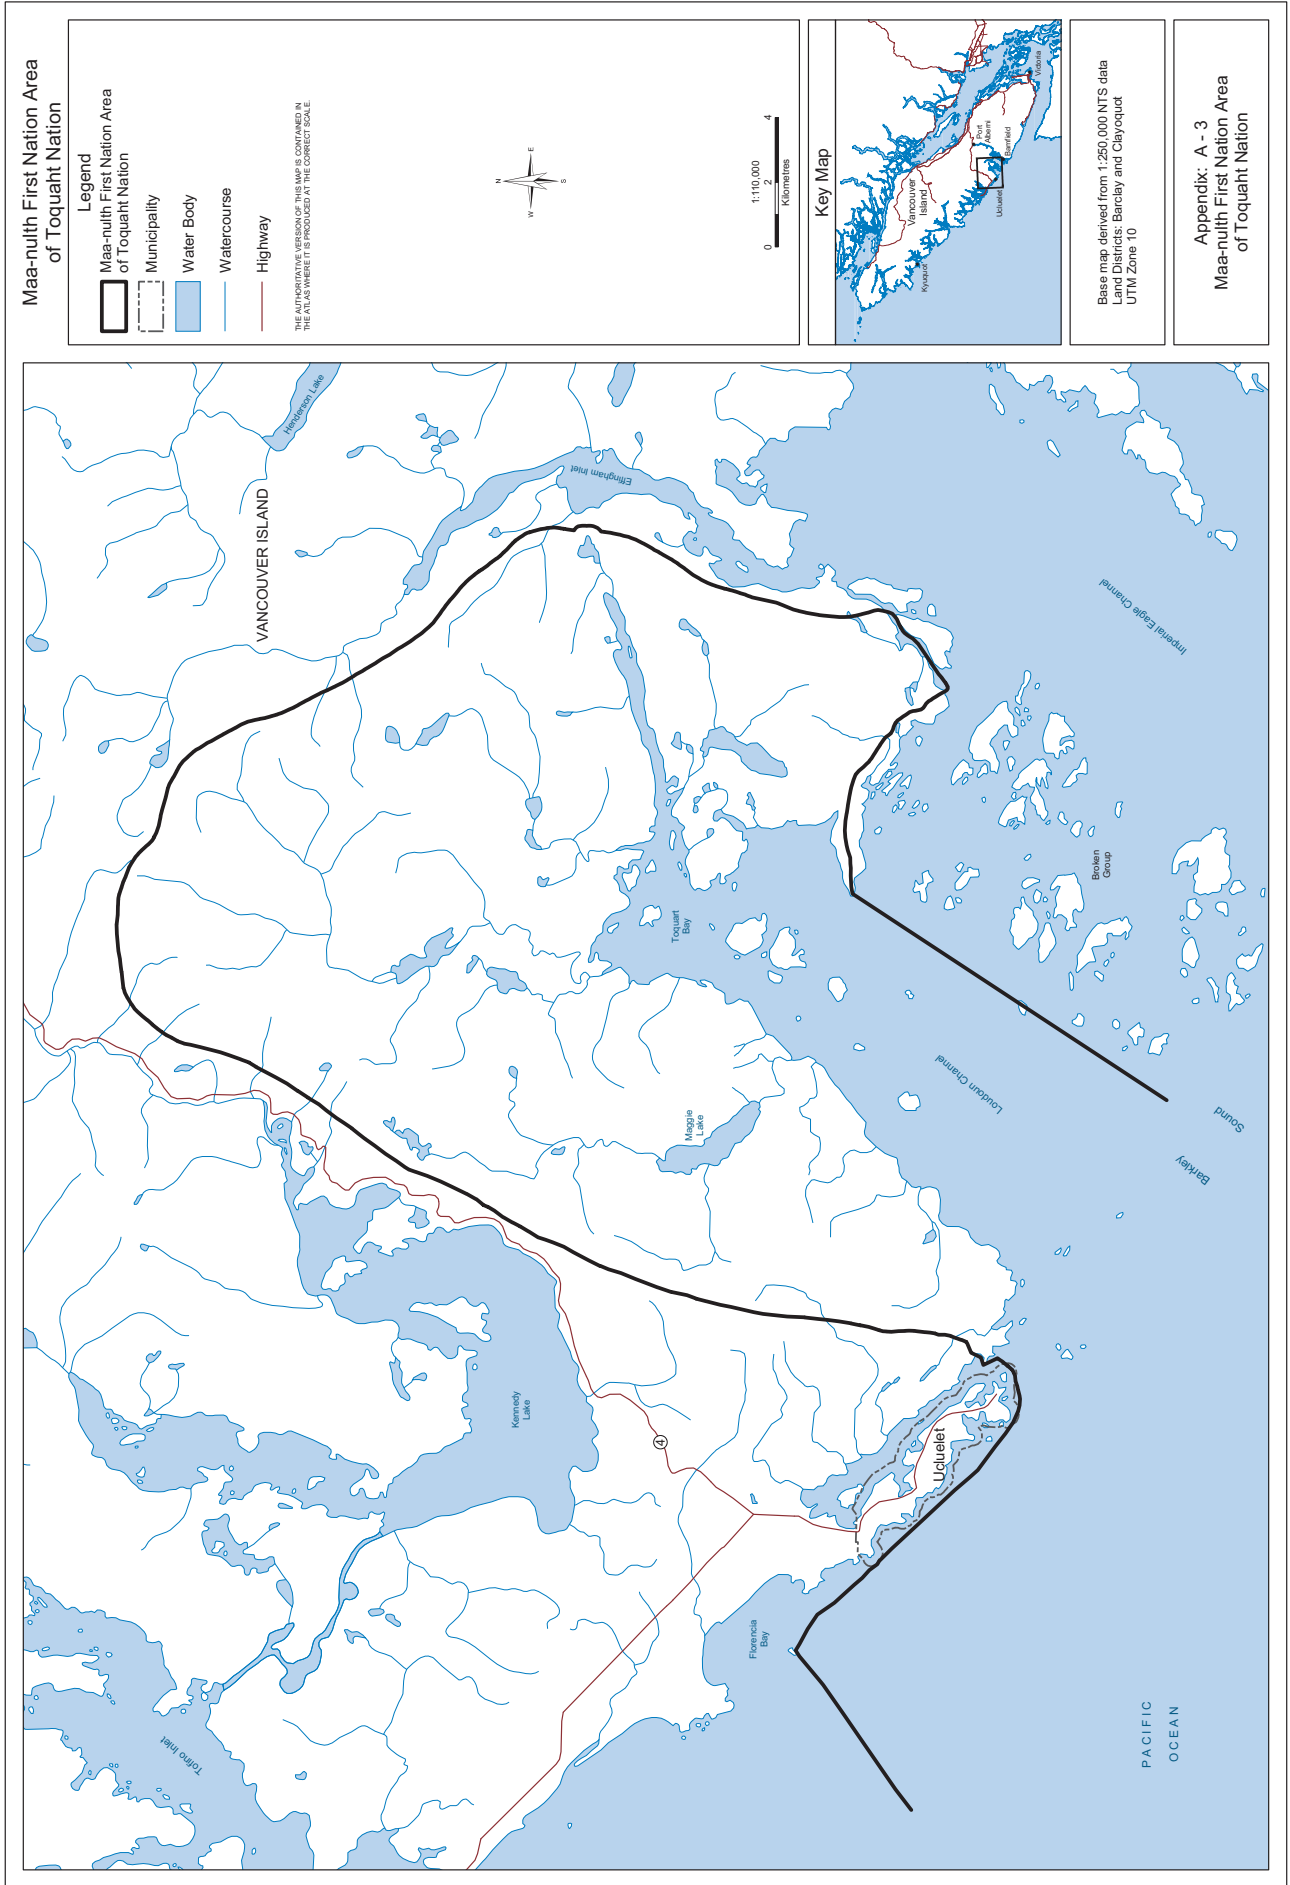 Maa-nulth First Nation Area
of Toquaht Nation
Legend
Maa-nulth First Nation Area
of Toquaht Nation
Municipality
Water Body
Watercourse
Highway
THE AUTHORITATIVE VERSION OF THIS MAP IS CONTAINED IN
THE ATLAS WHERE IT IS PRODUCED AT THE CORRECT SCALE.
N
W
E
S
1:110,000
0
2
4
Kilometres
Key Map
Kyuquot
Vancouver
Island
Port
Alberni
Ucluelet
Bamfield
Victoria
Base map derived from 1:250,000 NTS data
Land Districts: Barclay and Clayoquot
UTM Zone 10
Appendix: A - 3
Maa-nulth First Nation Area
of Toquaht Nation
Henderson Lake
VANCOUVER ISLAND
Effingham Inlet
Imperial Eagle Channel
Broken
Group
Toquart
Bay
Loudoun Channel
Maggie
Lake
Barkley
Sound
Kennedy
Lake
4
Ucluelet
Florencia
Bay
Tofino Inlet
PACIFIC
OCEAN